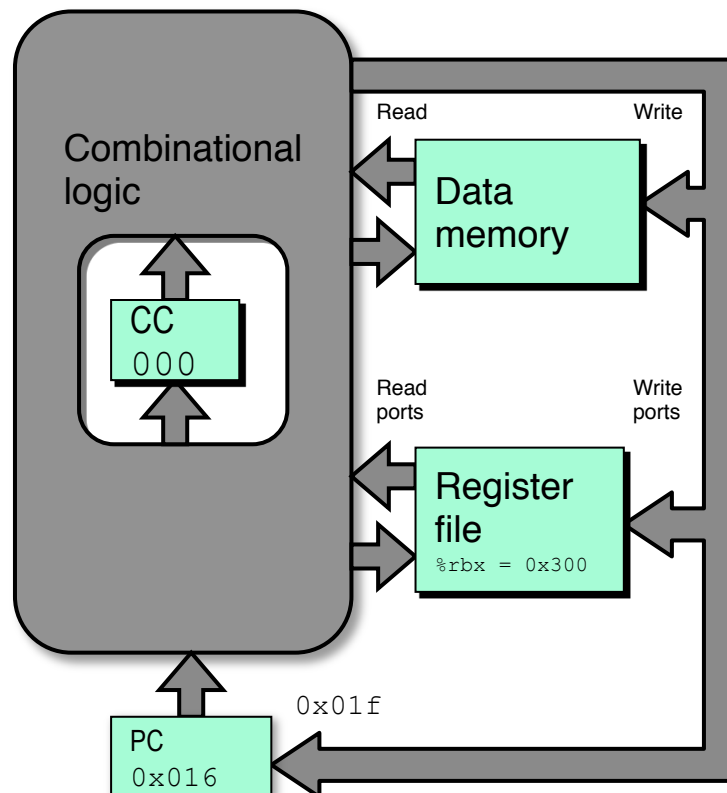 Read
Write
Combinational
logic
Data
memory
CC
000
Read
ports
Write
ports
Register
file
%rbx = 0x300
0x01f
PC
0x016